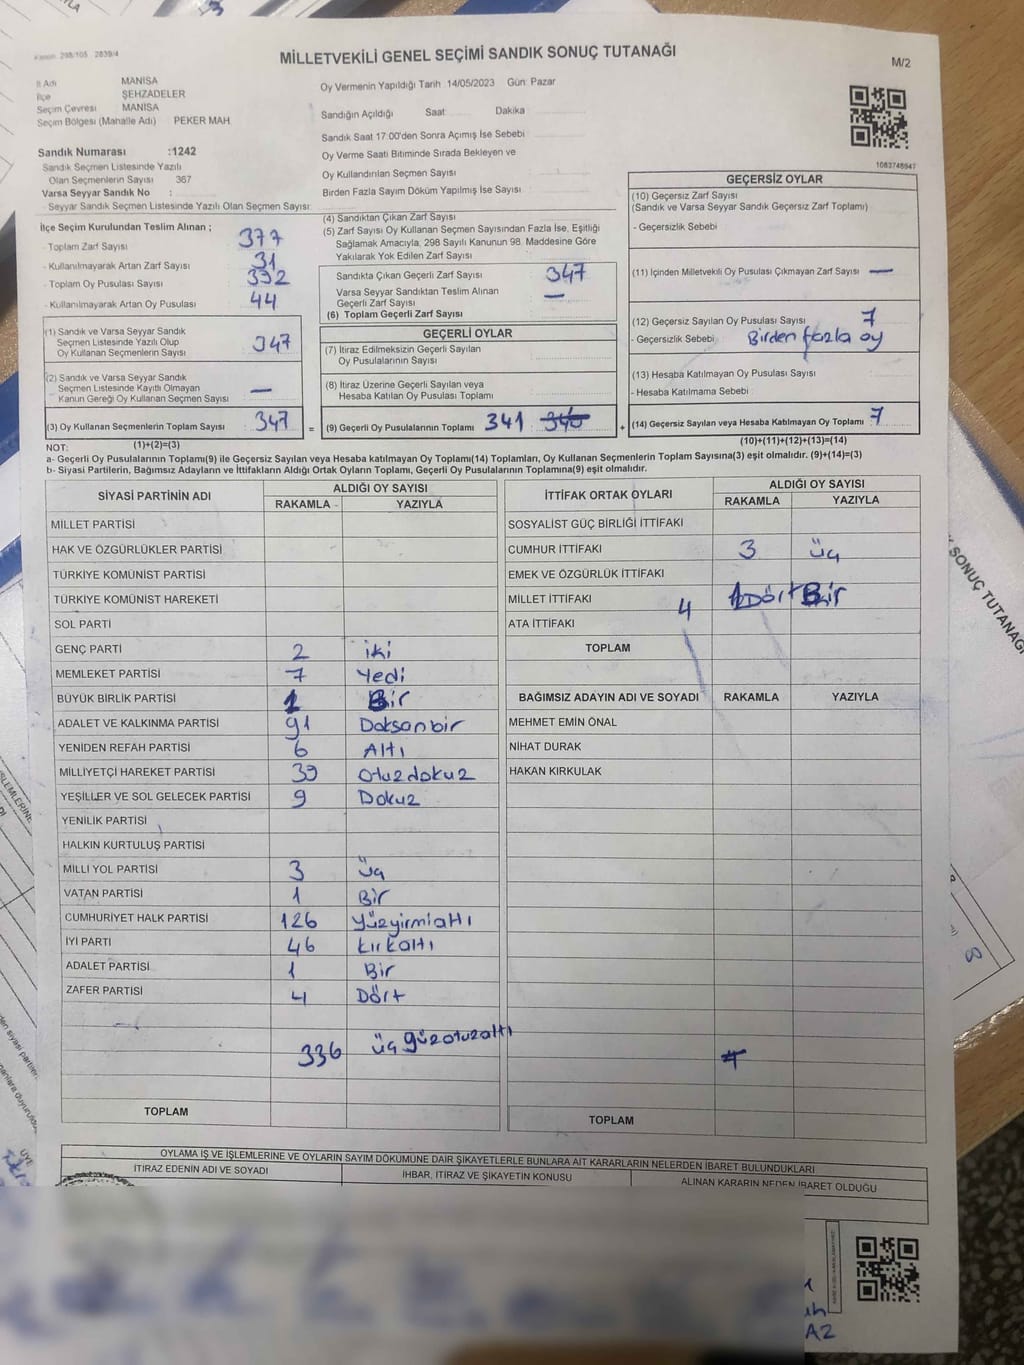 Kanun 298/105 2839/4
MİLLETVEKİLİ GENEL SEÇİMİ SANDIK SONUÇ TUTANAĞI
M/2
İl Adı MANİSA
İlçe ŞEHZADELER
Seçim Çevresi MANİSA
Seçim Bölgesi (Mahalle Adı) PEKER MAH.
Sandık Numarası :1242
Sandık Seçmen Listesinde Yazılı
Olan Seçmenlerin Sayısı 367
Varsa Seyyar Sandık No :
Seyyar Sandık Seçmen Listesinde Yazılı Olan Seçmen Sayısı:
Oy Vermenin Yapıldığı Tarih 14/05/2023 Gün: Pazar
Sandığın Açıldığı Saat Dakika
Sandık Saat 17:00'den Sonra Açımış İse Sebebi
Oy Verme Saati Bitiminde Sırada Bekleyen ve
Oy Kullandırılan Seçmen Sayısı
Birden Fazla Sayım Döküm Yapılmış İse Sayısı
1083748947
İlçe Seçim Kurulundan Teslim Alınan ;
- Toplam Zarf Sayısı 377
- Kullanılmayarak Artan Zarf Sayısı 31
- Toplam Oy Pusulası Sayısı 392
- Kullanılmayarak Artan Oy Pusulası 44
(1) Sandık ve Varsa Seyyar Sandık
Seçmen Listesinde Yazılı Olup
Oy Kullanan Seçmenlerin Sayısı 347
(2) Sandık ve Varsa Seyyar Sandık
Seçmen Listesinde Kayıtlı Olmayan
Kanun Gereği Oy Kullanan Seçmen Sayısı —
(3) Oy Kullanan Seçmenlerin Toplam Sayısı 347
(1)+(2)=(3)
(4) Sandıktan Çıkan Zarf Sayısı
(5) Zarf Sayısı Oy Kullanan Seçmen Sayısından Fazla İse, Eşitliği
Sağlamak Amacıyla, 298 Sayılı Kanunun 98. Maddesine Göre
Yakılarak Yok Edilen Zarf Sayısı
Sandıkta Çıkan Geçerli Zarf Sayısı 347
Varsa Seyyar Sandıktan Teslim Alınan
Geçerli Zarf Sayısı —
(6) Toplam Geçerli Zarf Sayısı
GEÇERLİ OYLAR
(7) İtiraz Edilmeksizin Geçerli Sayılan
Oy Pusulalarının Sayısı
(8) İtiraz Üzerine Geçerli Sayılan veya
Hesaba Katılan Oy Pusulası Toplamı
= (9) Geçerli Oy Pusulalarının Toplamı 341 340
GEÇERSİZ OYLAR
(10) Geçersiz Zarf Sayısı
(Sandık ve Varsa Seyyar Sandık Geçersiz Zarf Toplamı)
- Geçersizlik Sebebi
(11) İçinden Milletvekili Oy Pusulası Çıkmayan Zarf Sayısı —
(12) Geçersiz Sayılan Oy Pusulası Sayısı 7
- Geçersizlik Sebebi Birden fazla oy
(13) Hesaba Katılmayan Oy Pusulası Sayısı
- Hesaba Katılmama Sebebi
+ (14) Geçersiz Sayılan veya Hesaba Katılmayan Oy Toplamı 7
(10)+(11)+(12)+(13)=(14)
NOT:
a- Geçerli Oy Pusulalarının Toplamı(9) ile Geçersiz Sayılan veya Hesaba katılmayan Oy Toplamı(14) Toplamları, Oy Kullanan Seçmenlerin Toplam Sayısına(3) eşit olmalıdır. (9)+(14)=(3)
b- Siyasi Partilerin, Bağımsız Adayların ve İttifakların Aldığı Ortak Oyların Toplamı, Geçerli Oy Pusulalarının Toplamına(9) eşit olmalıdır.
SİYASİ PARTİNİN ADI ALDIĞI OY SAYISI
RAKAMLA YAZIYLA
MİLLET PARTİSİ
HAK VE ÖZGÜRLÜKLER PARTİSİ
TÜRKİYE KOMÜNİST PARTİSİ
TÜRKİYE KOMÜNİST HAREKETİ
SOL PARTİ
GENÇ PARTİ 2 iki
MEMLEKET PARTİSİ 7 Yedi
BÜYÜK BİRLİK PARTİSİ 1 Bir
ADALET VE KALKINMA PARTİSİ 91 Doksanbir
YENİDEN REFAH PARTİSİ 6 Altı
MİLLİYETÇİ HAREKET PARTİSİ 39 Otuzdokuz
YEŞİLLER VE SOL GELECEK PARTİSİ 9 Dokuz
YENİLİK PARTİSİ
HALKIN KURTULUŞ PARTİSİ
MİLLİ YOL PARTİSİ 3 üç
VATAN PARTİSİ 1 Bir
CUMHURİYET HALK PARTİSİ 126 Yüzyirmialtı
İYİ PARTİ 46 kırkaltı
ADALET PARTİSİ 1 Bir
ZAFER PARTİSİ 4 Dört
336 üç yüzotuzaltı
TOPLAM
İTTİFAK ORTAK OYLARI ALDIĞI OY SAYISI
RAKAMLA YAZIYLA
SOSYALİST GÜÇ BİRLİĞİ İTTİFAKI
CUMHUR İTTİFAKI 3 üç
EMEK VE ÖZGÜRLÜK İTTİFAKI
MİLLET İTTİFAKI 4 1 Dört Bir
ATA İTTİFAKI
TOPLAM
BAĞIMSIZ ADAYIN ADI VE SOYADI RAKAMLA YAZIYLA
MEHMET EMİN ÖNAL
NİHAT DURAK
HAKAN KIRKULAK
TOPLAM
OYLAMA İŞ VE İŞLEMLERİNE VE OYLARIN SAYIM DÖKÜMÜNE DAİR ŞİKAYETLERLE BUNLARA AİT KARARLARIN NELERDEN İBARET BULUNDUKLARI
İTİRAZ EDENİN ADI VE SOYADI İHBAR, İTİRAZ VE ŞİKAYETİN KONUSU ALINAN KARARIN NEDEN İBARET OLDUĞU
SONUÇ TUTANAĞI
8
A2